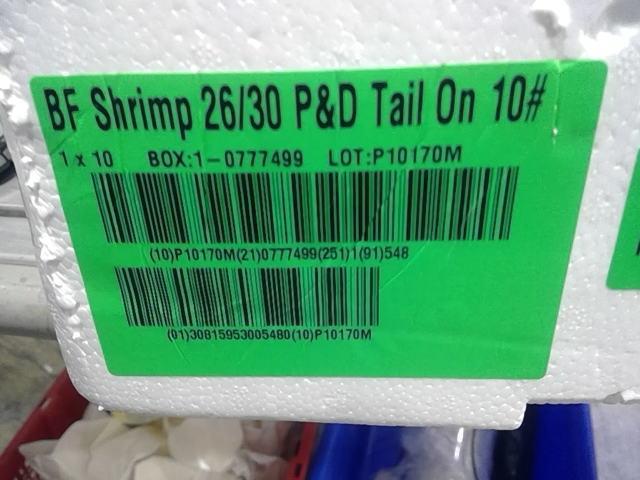 BF Shrimp 26/30 P&D Tail On 10#
1 x 10 BOX:1-0777499 LOT:P10170M
(10)P10170M(21)0777499(251)1(91)548
(01)30815953005480(10)P10170M